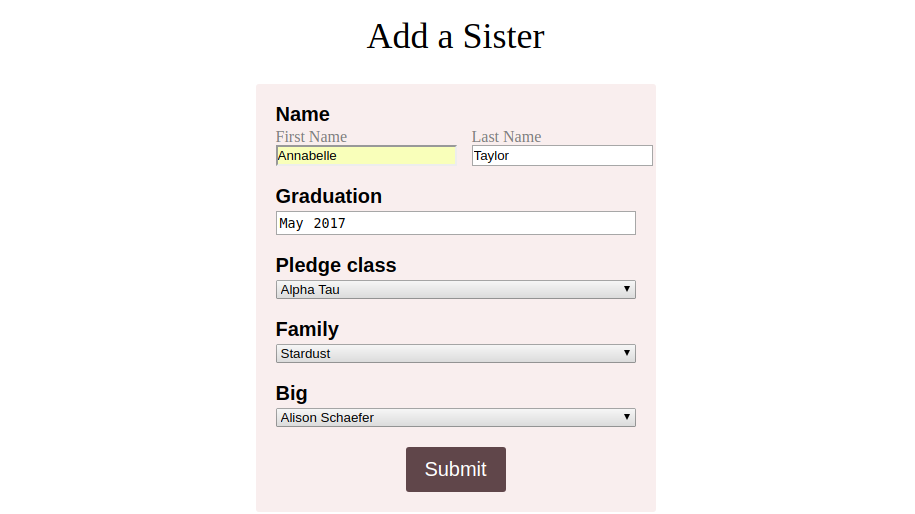 Add a Sister
Name
First Name Last Name
Annabelle Taylor
Graduation
May 2017
Pledge class
Alpha Tau
Family
Stardust
Big
Alison Schaefer
Submit